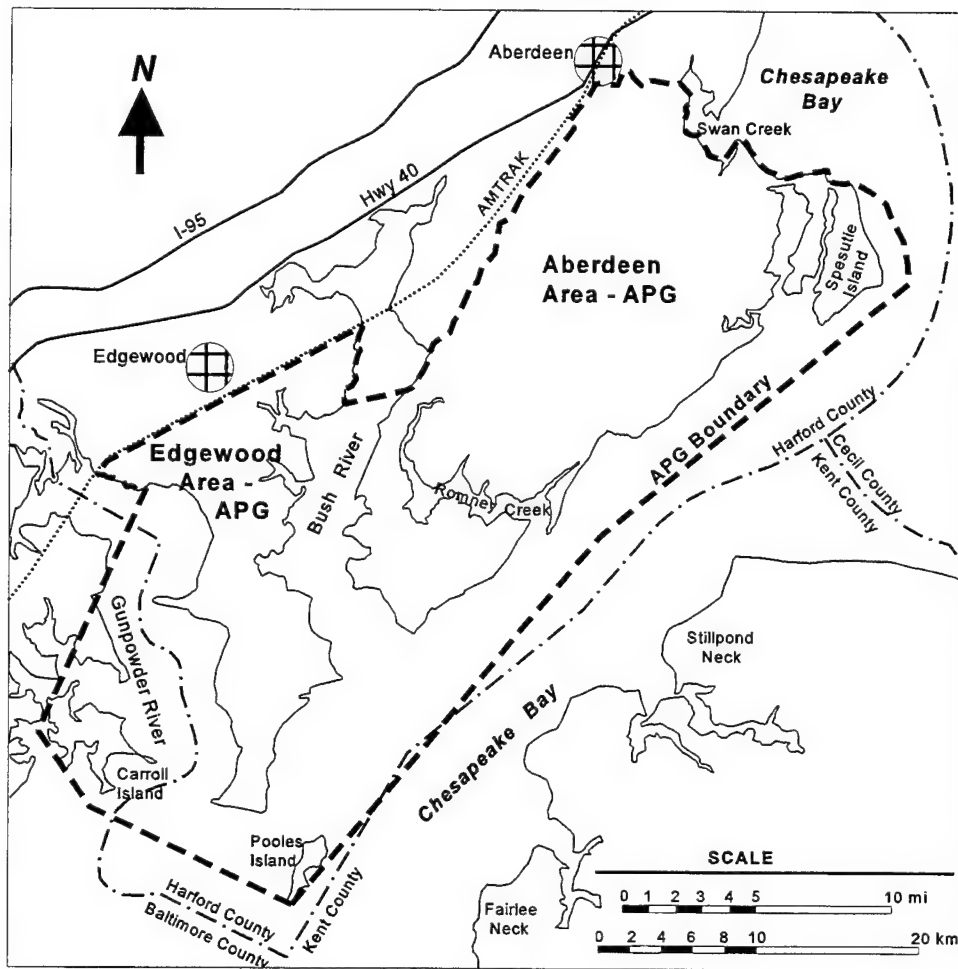 Aberdeen
N
Chesapeake
Bay
Swan Creek
AMTRAK
Hwy 40
I-95
Aberdeen
Area - APG
Spesutie
Island
Edgewood
APG Boundary
Harford County
Cecil County
Kent County
Edgewood
Area -
APG
Bush River
Romney Creek
Gunpowder River
Stillpond
Neck
Chesapeake Bay
Carroll
Island
Pooles
Island
Harford County
Baltimore County
Kent County
Fairlee
Neck
SCALE
0 1 2 3 4 5 10 mi
0 2 4 6 8 10 20 km